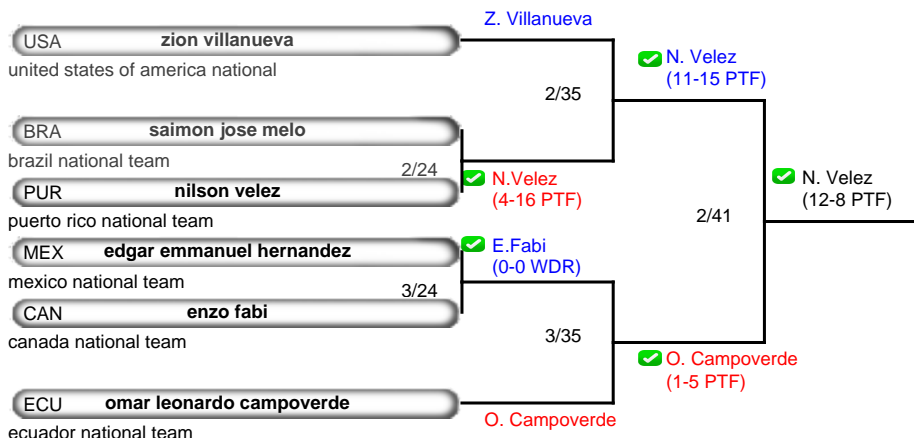 Z. Villanueva
USA zion villanueva
united states of america national
N. Velez
(11-15 PTF)
2/35
BRA saimon jose melo
brazil national team
2/24
N.Velez
(4-16 PTF)
PUR nilson velez
puerto rico national team
N. Velez
(12-8 PTF)
2/41
MEX edgar emmanuel hernandez
mexico national team
E.Fabi
(0-0 WDR)
3/24
CAN enzo fabi
canada national team
3/35
O. Campoverde
(1-5 PTF)
ECU omar leonardo campoverde
ecuador national team
O. Campoverde